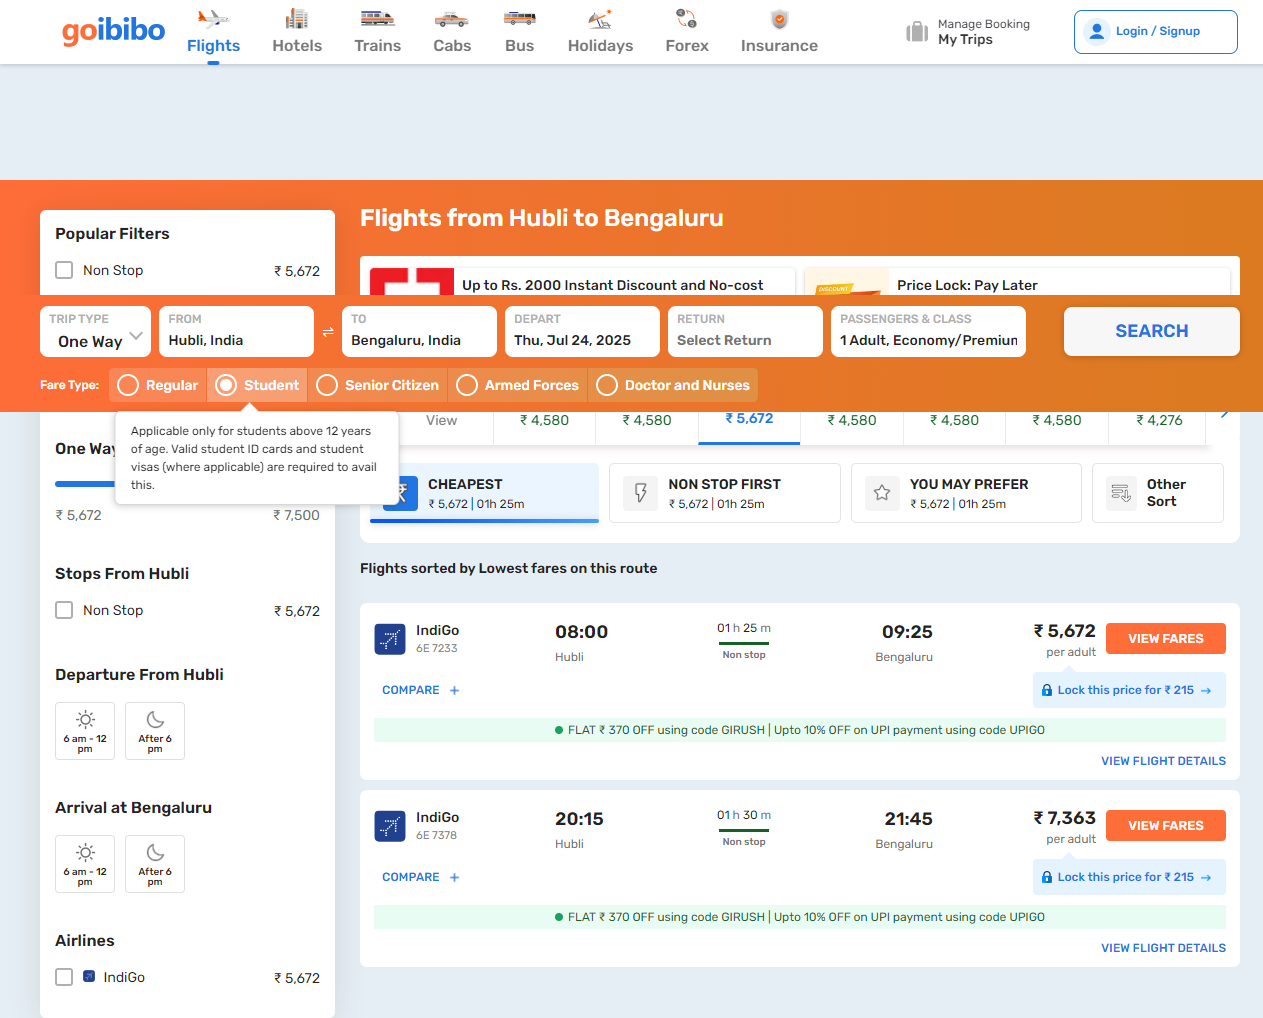 goibibo
Flights
Hotels
Trains
Cabs
Bus
Holidays
Forex
Insurance
Manage Booking
My Trips
Login / Signup
Popular Filters
Non Stop
₹ 5,672
Flights from Hubli to Bengaluru
Up to Rs. 2000 Instant Discount and No-cost
DISCOUNT
Price Lock: Pay Later
TRIP TYPE
One Way
FROM
Hubli, India
TO
Bengaluru, India
DEPART
Thu, Jul 24, 2025
RETURN
Select Return
PASSENGERS & CLASS
1 Adult, Economy/Premium
SEARCH
Fare Type:
Regular
Student
Senior Citizen
Armed Forces
Doctor and Nurses
Applicable only for students above 12 years
of age. Valid student ID cards and student
visas (where applicable) are required to avail
this.
One Way
₹ 5,672
₹ 7,500
View
₹ 4,580
₹ 4,580
₹ 5,672
₹ 4,580
₹ 4,580
₹ 4,580
₹ 4,276
CHEAPEST
₹ 5,672 | 01h 25m
NON STOP FIRST
₹ 5,672 | 01h 25m
YOU MAY PREFER
₹ 5,672 | 01h 25m
Other
Sort
Stops From Hubli
Non Stop
₹ 5,672
Departure From Hubli
6 am - 12
pm
After 6
pm
Arrival at Bengaluru
6 am - 12
pm
After 6
pm
Airlines
IndiGo
₹ 5,672
Flights sorted by Lowest fares on this route
IndiGo
6E 7233
08:00
Hubli
01 h 25 m
Non stop
09:25
Bengaluru
₹ 5,672
per adult
VIEW FARES
COMPARE +
Lock this price for ₹ 215 →
FLAT ₹ 370 OFF using code GIRUSH | Upto 10% OFF on UPI payment using code UPIGO
VIEW FLIGHT DETAILS
IndiGo
6E 7378
20:15
Hubli
01 h 30 m
Non stop
21:45
Bengaluru
₹ 7,363
per adult
VIEW FARES
COMPARE +
Lock this price for ₹ 215 →
FLAT ₹ 370 OFF using code GIRUSH | Upto 10% OFF on UPI payment using code UPIGO
VIEW FLIGHT DETAILS